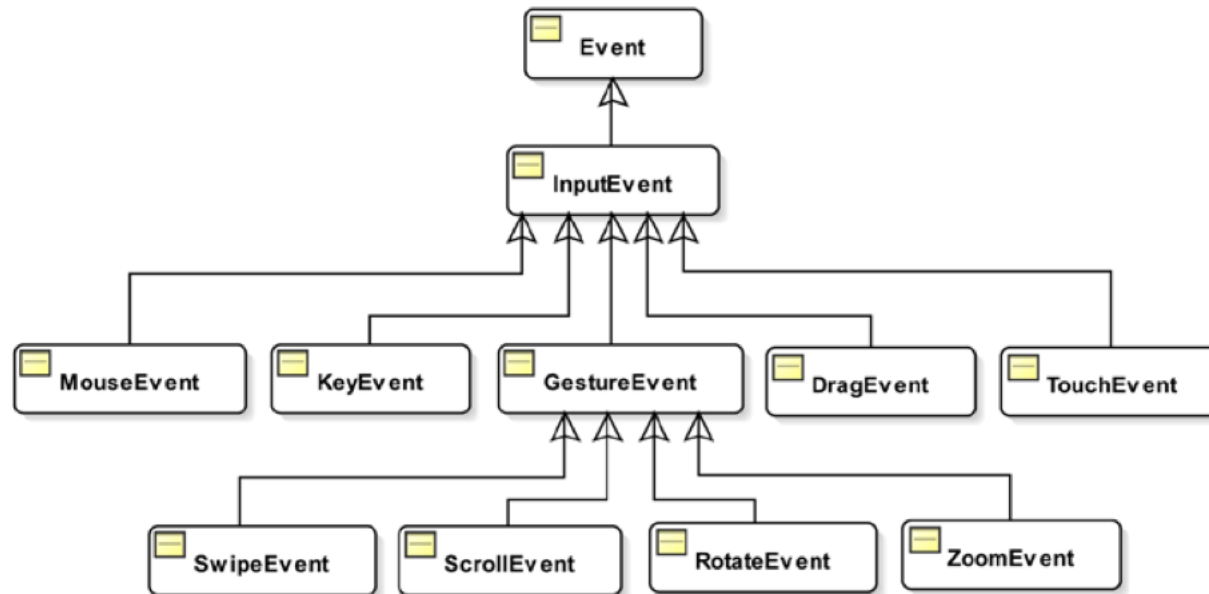 Event
InputEvent
MouseEvent
KeyEvent
GestureEvent
DragEvent
TouchEvent
SwipeEvent
ScrollEvent
RotateEvent
ZoomEvent